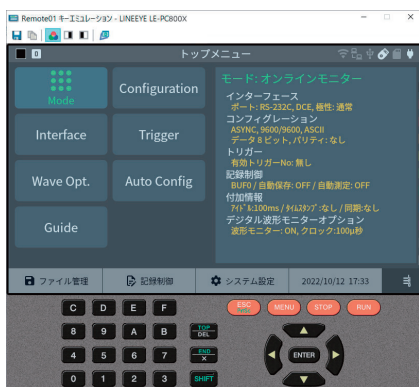 Remote01 キーエミュレーション - LINEEYE LE-PC800X
0 トップメニュー
Mode
Configuration
Interface
Trigger
Wave Opt.
Auto Config
Guide
モード: オンラインモニター
インターフェース
ポート: RS-232C, DCE, 極性: 通常
コンフィグレーション
ASYNC, 9600/9600, ASCII
データ 8 ビット, パリティ: なし
トリガー
有効トリガーNo: 無し
記録制御
BUF0 / 自動保存: OFF / 自動測定: OFF
付加情報
アイドル:100ms / タイムスタンプ:なし / 同期:なし
デジタル波形モニターオプション
波形モニター: ON, クロック:100μ秒
ファイル管理 記録制御 システム設定 2022/10/12 17:33
C D E F ESC MENU STOP RUN
8 9 A B TOP DEL
4 5 6 7 END X ENTER
0 1 2 3 SHIFT